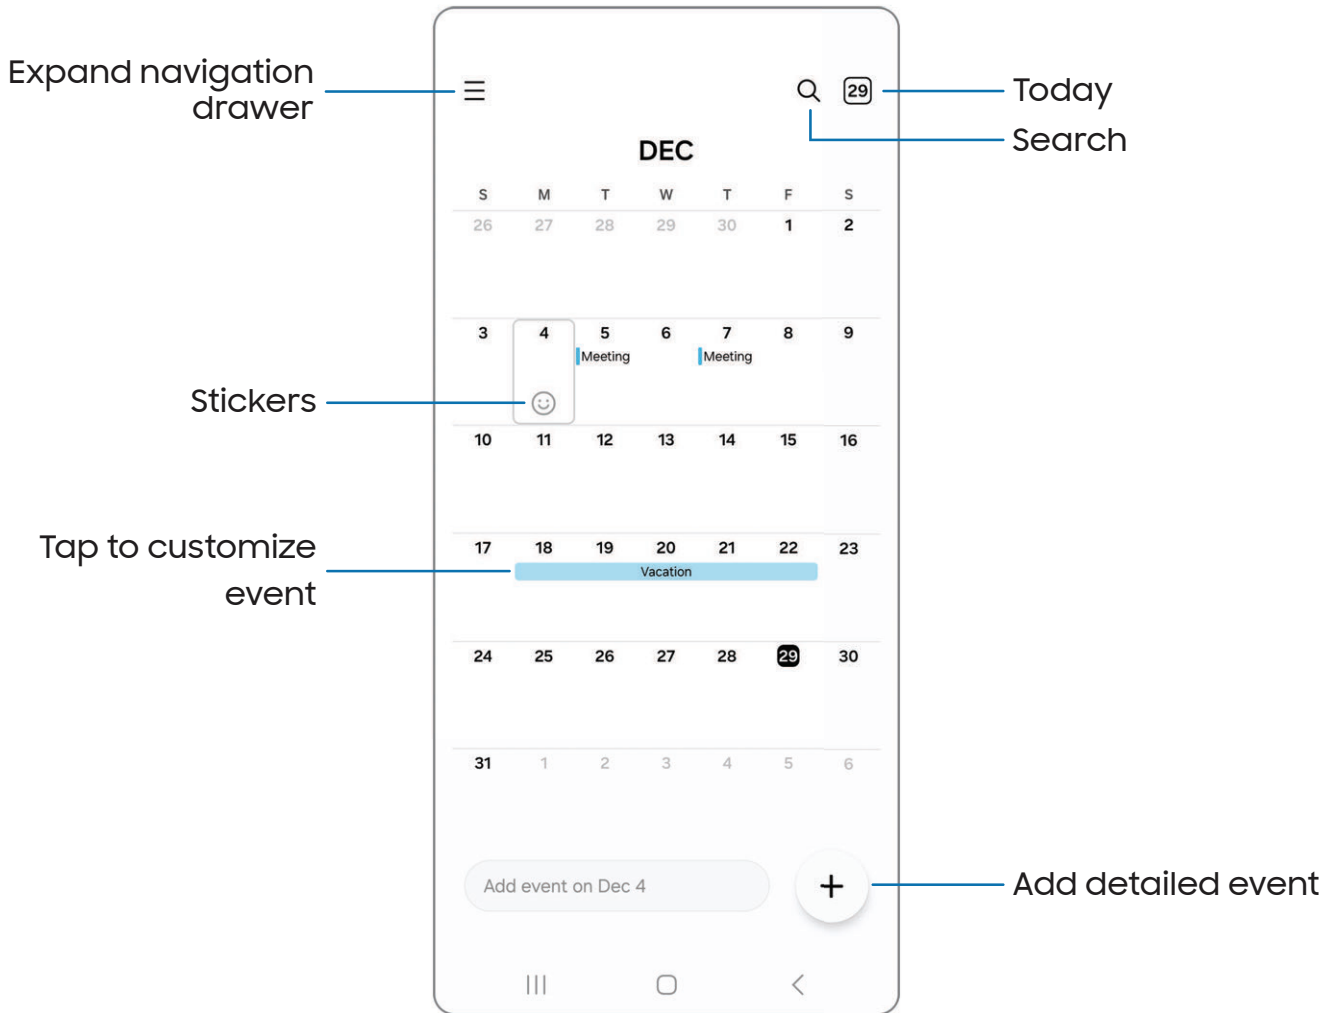 Expand navigation
drawer
29
Today
Search
DEC
S M T W T F S
26 27 28 29 30 1 2
3 4 5 6 7 8 9
Meeting Meeting
Stickers
10 11 12 13 14 15 16
Tap to customize
event
17 18 19 20 21 22 23
Vacation
24 25 26 27 28 29 30
31 1 2 3 4 5 6
Add event on Dec 4
Add detailed event